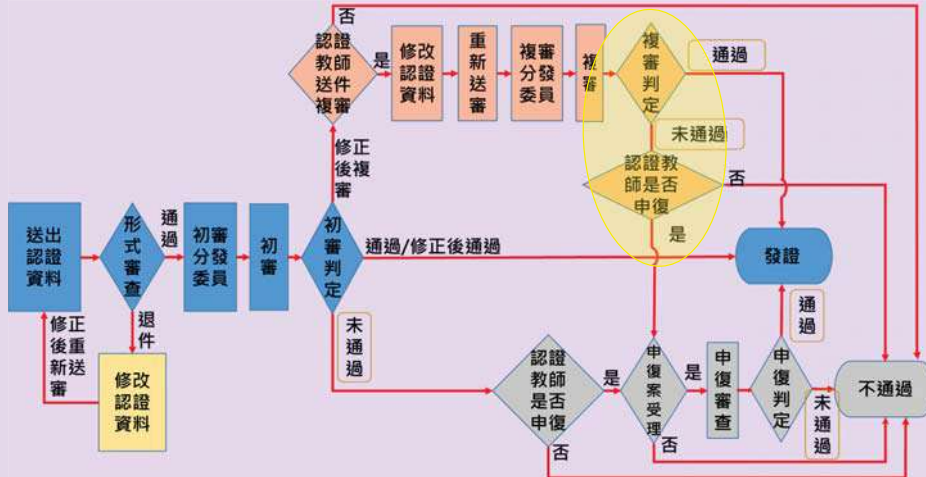 否
認證
教師
送件
複審
是
修改
認證
資料
重
新
送
審
複審
分發
委員
複
審
複
審
判
定
通過
未通過
認證教
師是否
申復
否
是
修正
後複
審
送出
認證
資料
形
式
審
查
通
過
初審
分發
委員
初
審
初
審
判
定
通過/修正後通過
發證
退
件
修正
後重
新送
審
修改
認證
資料
未
通
過
認證
教師
是否
申復
是
否
申
復
案
受
理
是
否
申
復
審
查
申
復
判
定
通
過
未
通
過
不通過